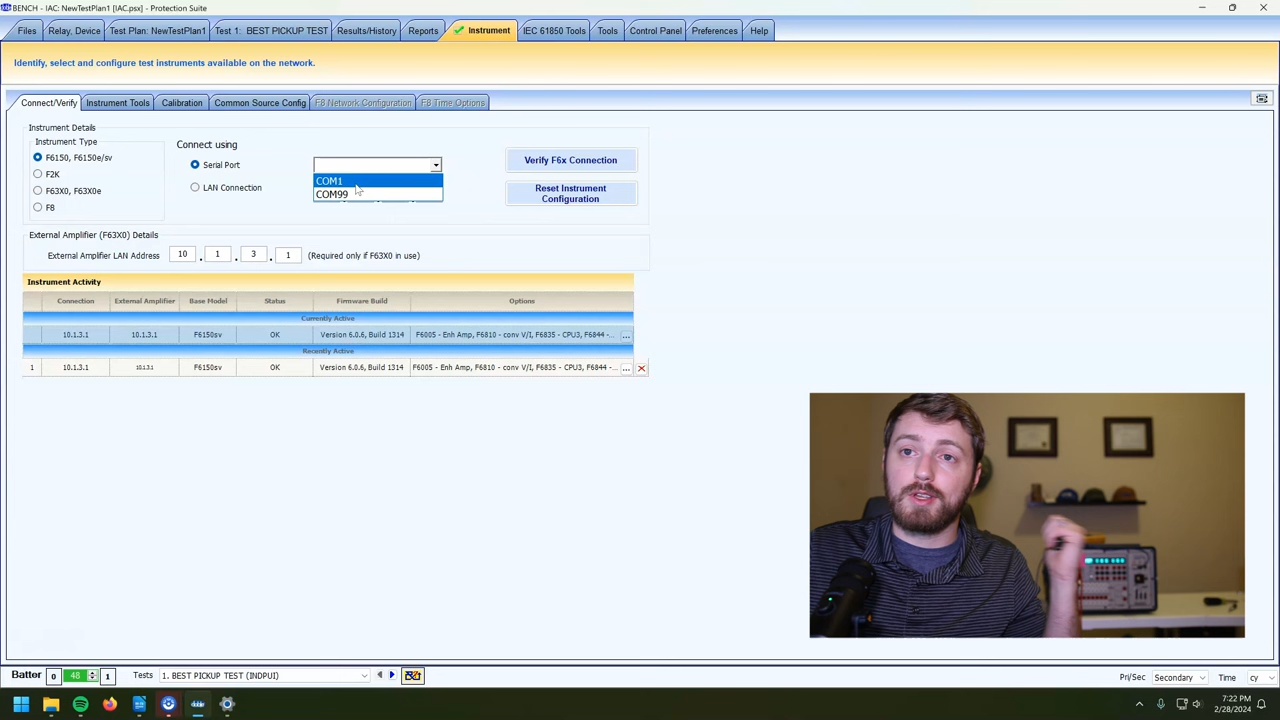 BENCH - IAC: NewTestPlan1 [IAC.psx] - Protection Suite
Files Relay, Device Test Plan: NewTestPlan1 Test 1: BEST PICKUP TEST Results/History Reports Instrument IEC 61850 Tools Tools Control Panel Preferences Help
Identify, select and configure test instruments available on the network.
Connect/Verify Instrument Tools Calibration Common Source Config F8 Network Configuration F8 Time Options
Instrument Details
Instrument Type
F6150, F6150e/sv
F2K
F63X0, F63X0e
F8
Connect using
Serial Port
COM1
COM99
LAN Connection
Verify F6x Connection
Reset Instrument
Configuration
External Amplifier (F63X0) Details
External Amplifier LAN Address 10 . 1 . 3 . 1 (Required only if F63X0 in use)
Instrument Activity
Connection External Amplifier Base Model Status Firmware Build Options
Currently Active
10.1.3.1 10.1.3.1 F6150sv OK Version 6.0.6, Build 1314 F6005 - Enh Amp, F6810 - conv V/I, F6835 - CPU3, F6844 -... ...
Recently Active
1 10.1.3.1 10.1.3.1 F6150sv OK Version 6.0.6, Build 1314 F6005 - Enh Amp, F6810 - conv V/I, F6835 - CPU3, F6844 -... ...
Batter 0 48 1 Tests 1. BEST PICKUP TEST (INDPUI) Pri/Sec Secondary Time cy
7:22 PM
2/28/2024